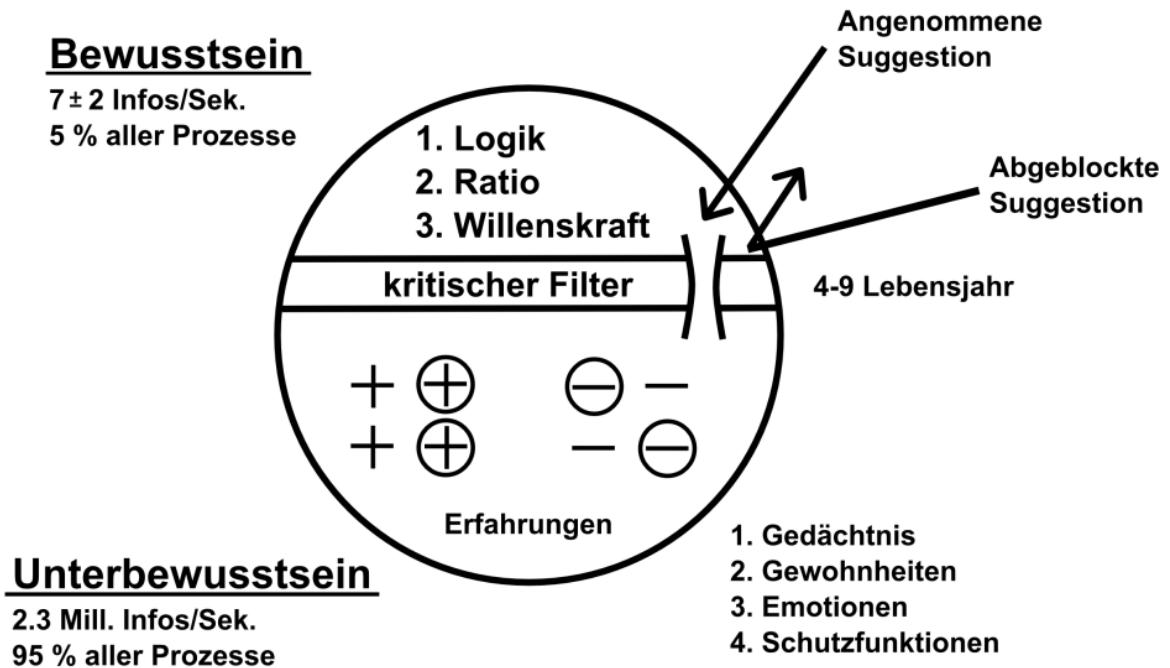 Bewusstsein
7 ± 2 Infos/Sek.
5 % aller Prozesse
Angenommene
Suggestion
1. Logik
2. Ratio
3. Willenskraft
Abgeblockte
Suggestion
kritischer Filter
4-9 Lebensjahr
+ ⊕ ⊖ −
+ ⊕ − ⊖
Erfahrungen
Unterbewusstsein
2.3 Mill. Infos/Sek.
95 % aller Prozesse
1. Gedächtnis
2. Gewohnheiten
3. Emotionen
4. Schutzfunktionen